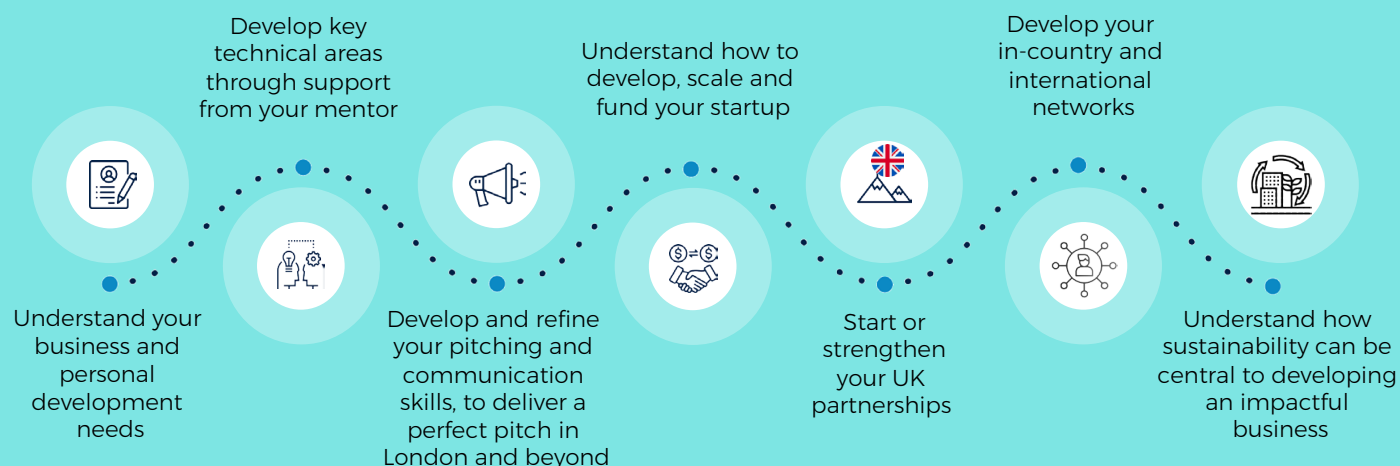 Understand your
business and
personal
development
needs
Develop key
technical areas
through support
from your mentor
Develop and refine
your pitching and
communication
skills, to deliver a
perfect pitch in
London and beyond
Understand how to
develop, scale and
fund your startup
Start or
strengthen
your UK
partnerships
Develop your
in-country and
international
networks
Understand how
sustainability can be
central to developing
an impactful
business